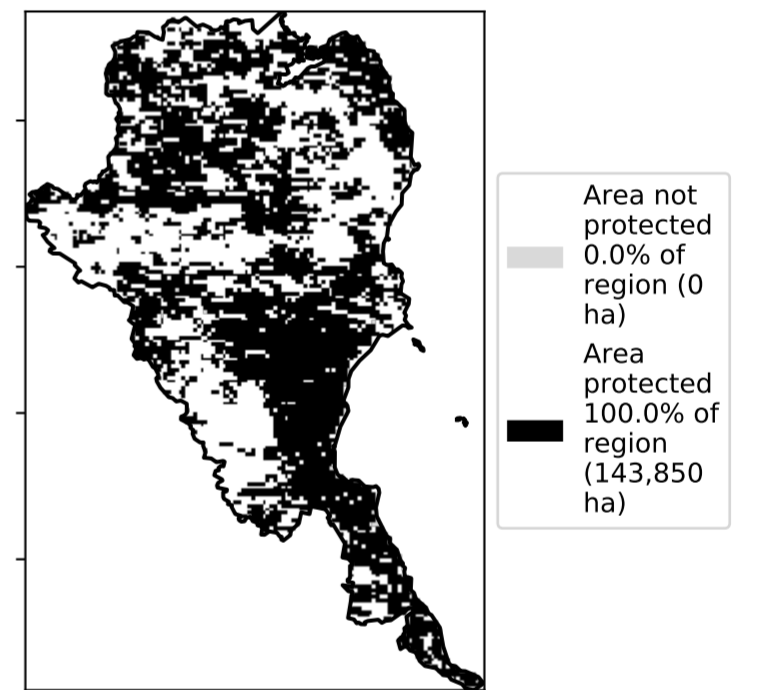 Area not
protected
0.0% of
region (0
ha)
Area
protected
100.0% of
region
(143,850
ha)